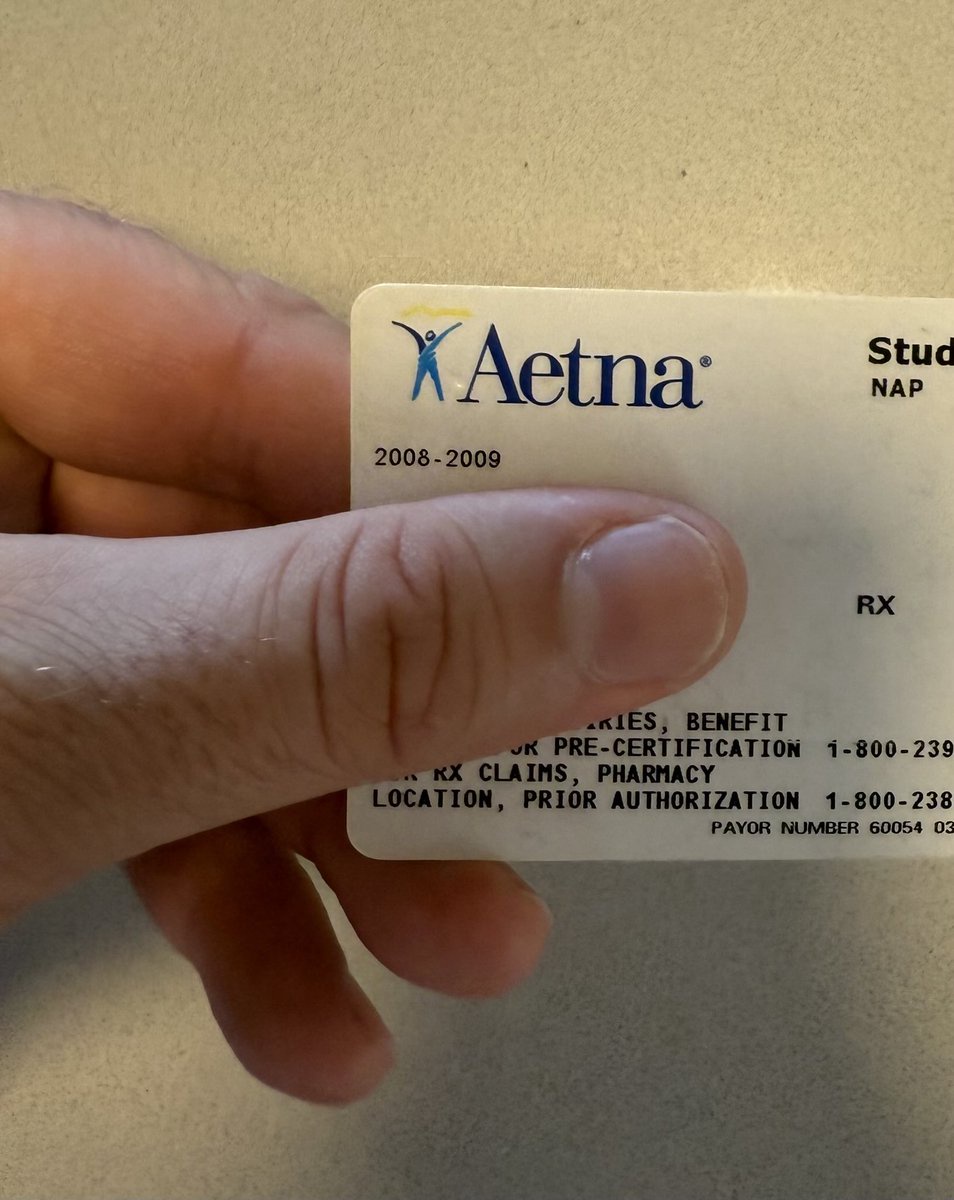 Aetna®
Stud
NAP
2008-2009
RX
IRIES, BENEFIT
OR PRE-CERTIFICATION 1-800-239
RX CLAIMS, PHARMACY
LOCATION, PRIOR AUTHORIZATION 1-800-238
PAYOR NUMBER 60054 03